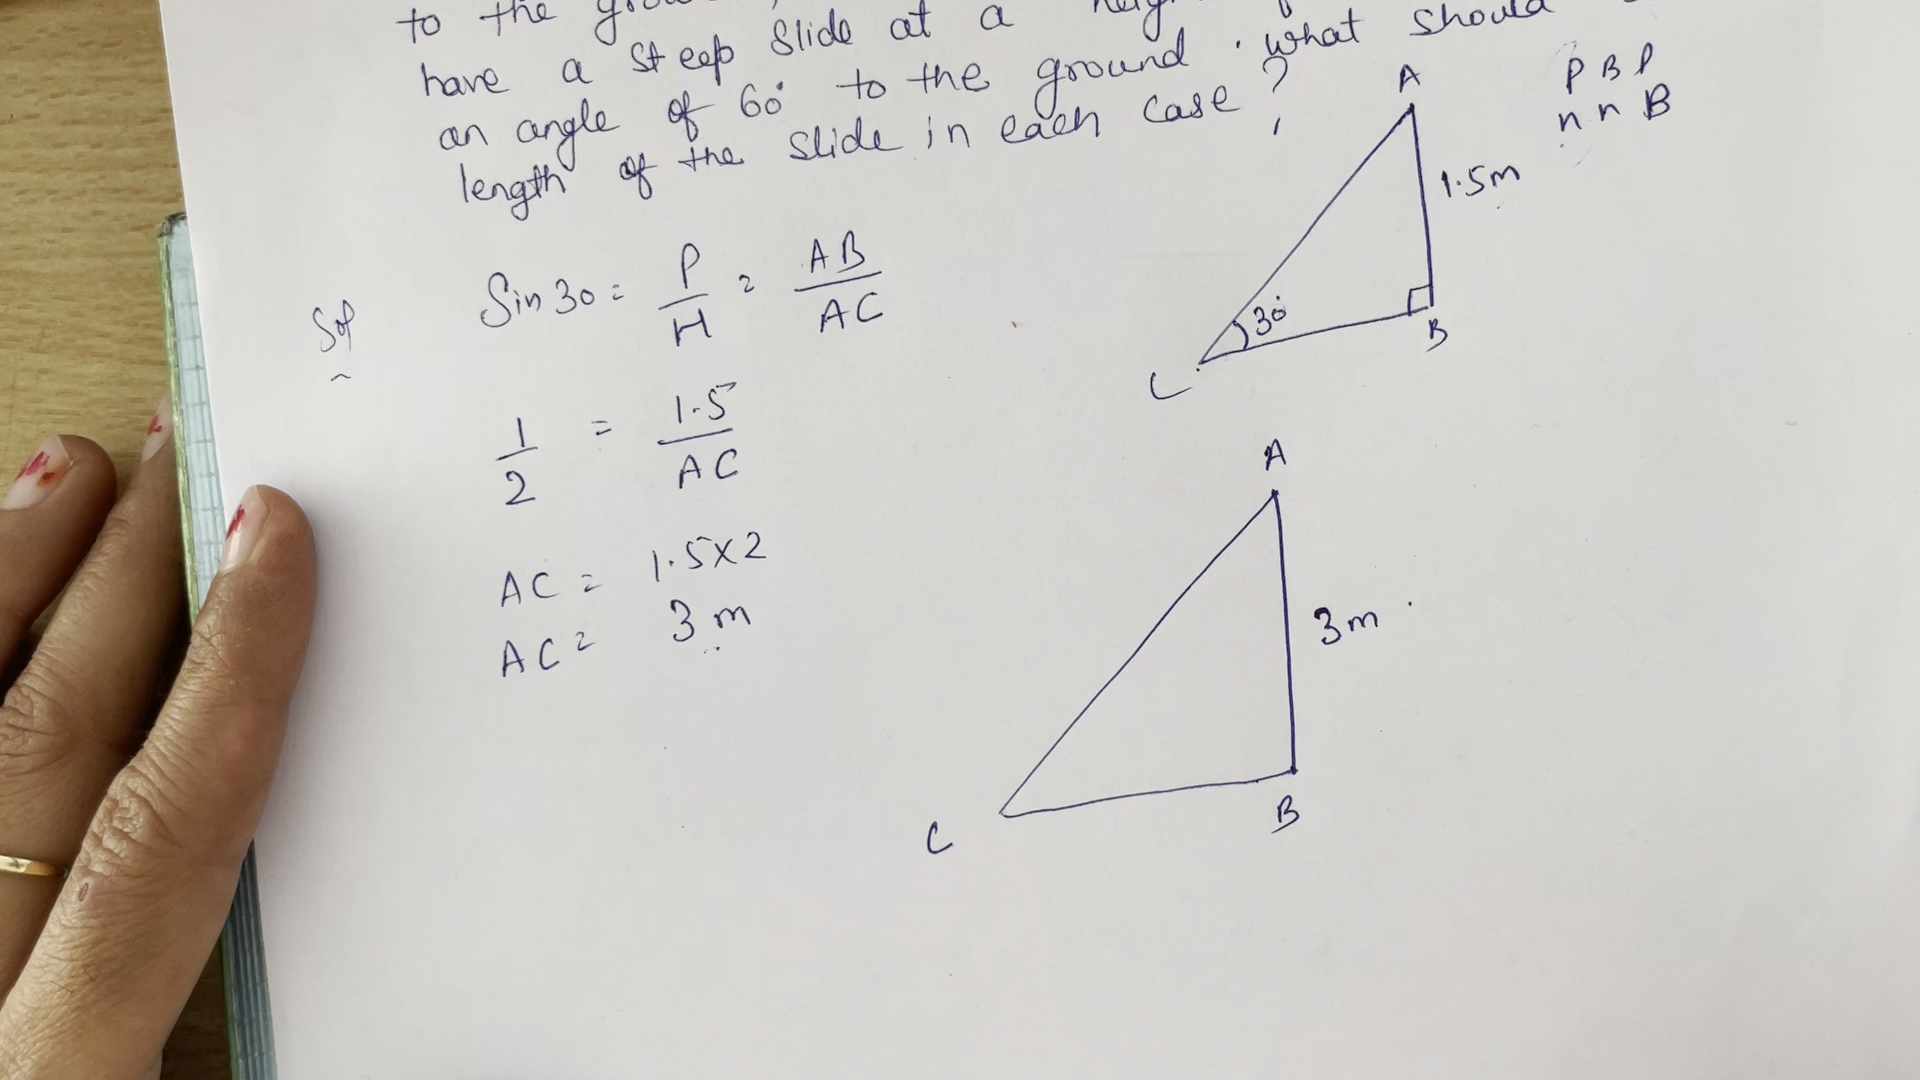 to the
have a steep slide at a
an angle of 60° to the ground. what should
length of the slide in each case?
P B P
n n B
A
1.5m
30°
B
C
Sol
Sin 30 = P/H = AB/AC
1/2 = 1.5/AC
AC = 1.5×2
AC = 3 m
A
3m
B
C